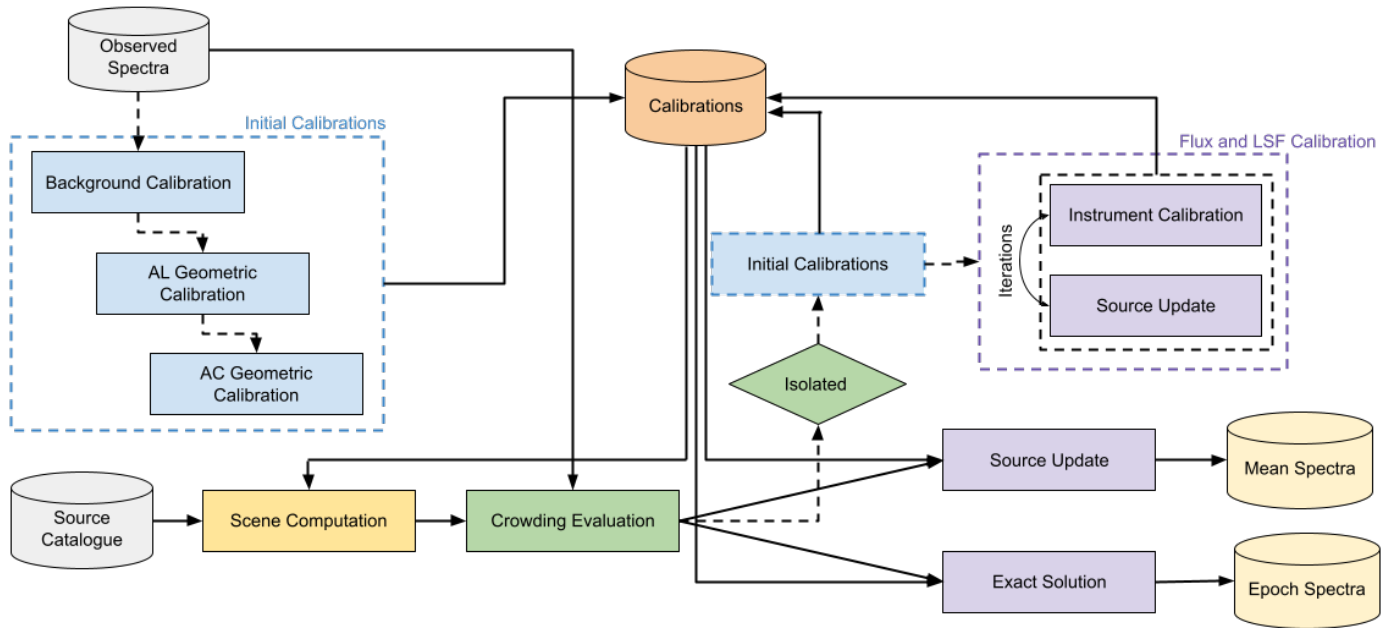 Observed
Spectra
Initial Calibrations
Background Calibration
AL Geometric
Calibration
AC Geometric
Calibration
Calibrations
Flux and LSF Calibration
Instrument Calibration
Iterations
Source Update
Initial Calibrations
Isolated
Source
Catalogue
Scene Computation
Crowding Evaluation
Source Update
Mean Spectra
Exact Solution
Epoch Spectra